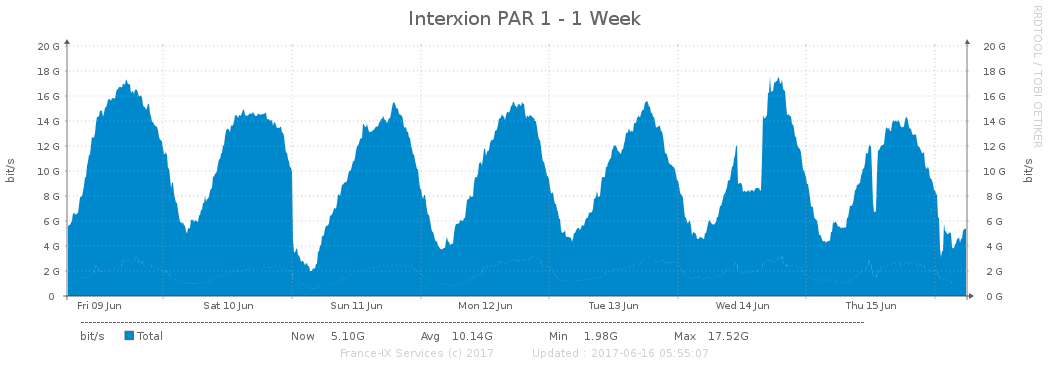 Interxion PAR 1 - 1 Week
RRDTOOL / TOBI OETIKER
bit/s
20 G 20 G
18 G 18 G
16 G 16 G
14 G 14 G
12 G 12 G
10 G 10 G
8 G 8 G
6 G 6 G
4 G 4 G
2 G 2 G
0 0 G
bit/s
Fri 09 Jun Sat 10 Jun Sun 11 Jun Mon 12 Jun Tue 13 Jun Wed 14 Jun Thu 15 Jun
bit/s Total Now 5.10G Avg 10.14G Min 1.98G Max 17.52G
France-IX Services (c) 2017 Updated : 2017-06-16 05:55:07